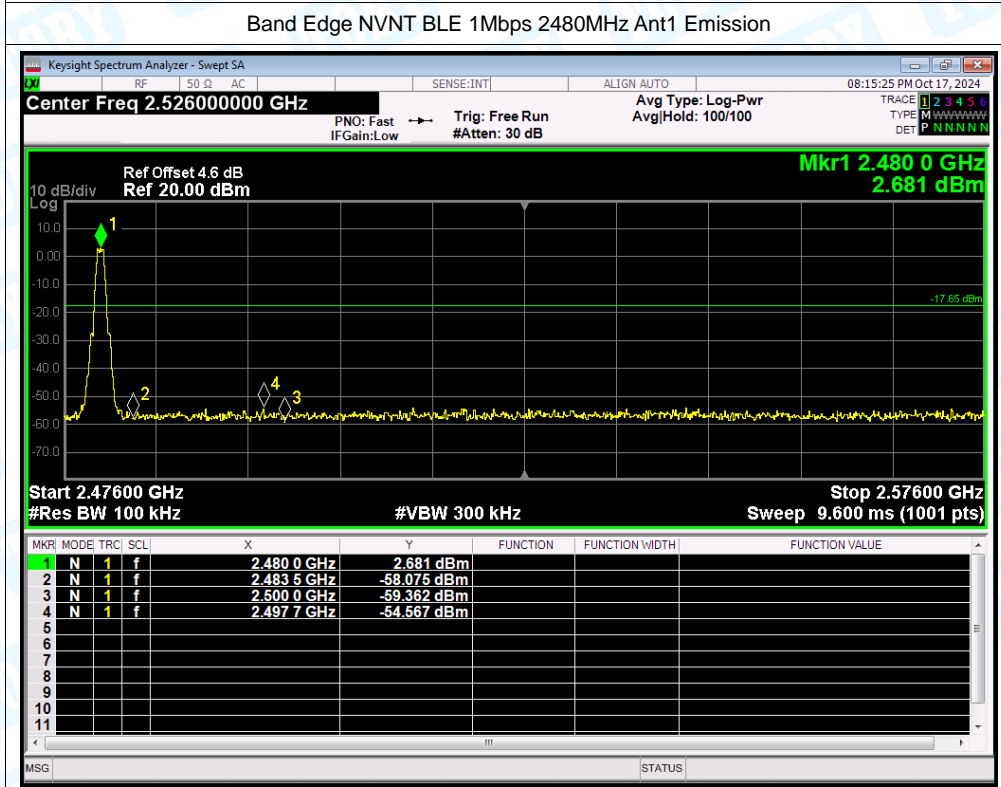 Band Edge NVNT BLE 1Mbps 2480MHz Ant1 Emission
Keysight Spectrum Analyzer - Swept SA
LXI RF 50 Ω AC SENSE:INT ALIGN AUTO 08:15:25 PM Oct 17, 2024
Center Freq 2.526000000 GHz
PNO: Fast
IFGain:Low
Trig: Free Run
#Atten: 30 dB
Avg Type: Log-Pwr
Avg|Hold: 100/100
TRACE 1 2 3 4 5 6
TYPE M W W W W W
DET P N N N N N
Mkr1 2.480 0 GHz
2.681 dBm
Ref Offset 4.6 dB
10 dB/div Ref 20.00 dBm
Log
10.0
0.00
-10.0
-20.0
-30.0
-40.0
-50.0
-60.0
-70.0
1
2
4
3
-17.65 dBm
Start 2.47600 GHz Stop 2.57600 GHz
#Res BW 100 kHz #VBW 300 kHz Sweep 9.600 ms (1001 pts)
MKR MODE TRC SCL X Y FUNCTION FUNCTION WIDTH FUNCTION VALUE
1 N 1 f 2.480 0 GHz 2.681 dBm
2 N 1 f 2.483 5 GHz -58.075 dBm
3 N 1 f 2.500 0 GHz -59.362 dBm
4 N 1 f 2.497 7 GHz -54.567 dBm
5
6
7
8
9
10
11
MSG STATUS